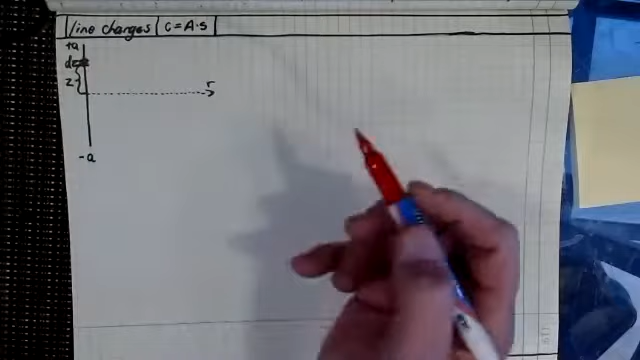 line charges C = A·s
+a
dz
z
r
-a